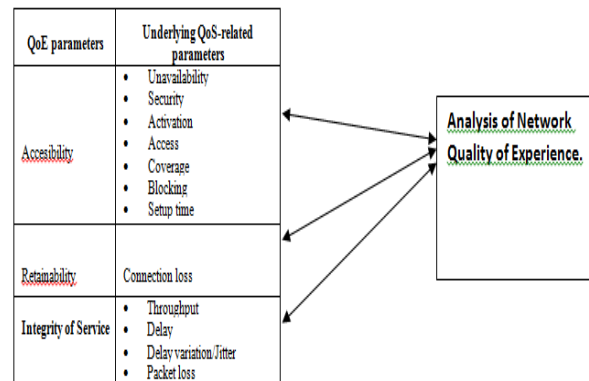 QoE parameters
Underlying QoS-related
parameters
Accesibility
• Unavailability
• Security
• Activation
• Access
• Coverage
• Blocking
• Setup time
Retainability
Connection loss
Integrity of Service
• Throughput
• Delay
• Delay variation/Jitter
• Packet loss
Analysis of Network
Quality of Experience.